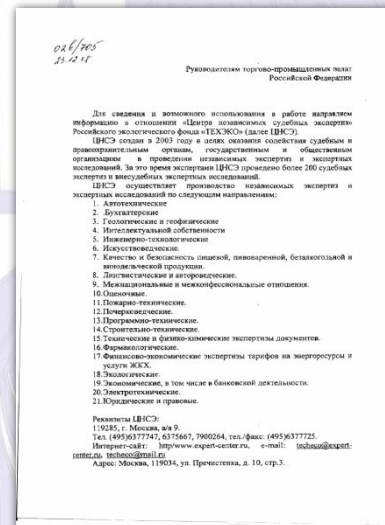 026/705
23.12.08
Руководителям торгово-промышленных палат
Российской Федерации
Для сведения и возможного использования в работе направляем
информацию в отношении «Центра независимых судебных экспертиз»
Российского экологического фонда «ТЕХЭКО» (далее ЦНСЭ).
ЦНСЭ создан в 2003 году в целях оказания содействия судебным и
правоохранительным органам, государственным и общественным
организациям в проведении независимых экспертиз и экспертных
исследований. За это время экспертами ЦНСЭ проведено более 200 судебных
экспертиз и внесудебных экспертных исследований.
ЦНСЭ осуществляет производство независимых экспертиз и
экспертных исследований по следующим направлениям:
1. Автотехнические
2. .Бухгалтерские
3. Геологические и геофизические
4. Интеллектуальной собственности
5. Инженерно-технологические
6. Искусствоведческие.
7. Качество и безопасность пищевой, пивоваренной, безалкогольной и
винодельческой продукции.
8. Лингвистические и автороведческие.
9. Межнациональные и межконфессиональные отношения.
10.Оценочные.
11.Пожарно-технические.
12.Почерковедческие.
13.Программно-технические.
14.Строительно-технические.
15.Технические и физико-химические экспертизы документов.
16.Фармакологические.
17.Финансово-экономические экспертизы тарифов на энергоресурсы и
услуги ЖКХ.
18.Экологические.
19.Экономические, в том числе в банковской деятельности.
20.Электротехнические.
21.Юридические и правовые.
Реквизиты ЦНСЭ:
119285, г. Москва, а/я 9.
Тел. (495)6377747, 6375667, 7900264, тел./факс: (495)6377725.
Интернет-сайт: http/www.expert-center.ru, e-mail: techeco@expert-
center.ru, techeco@mail.ru
Адрес: Москва, 119034, ул. Пречистенка, д. 10, стр.3.